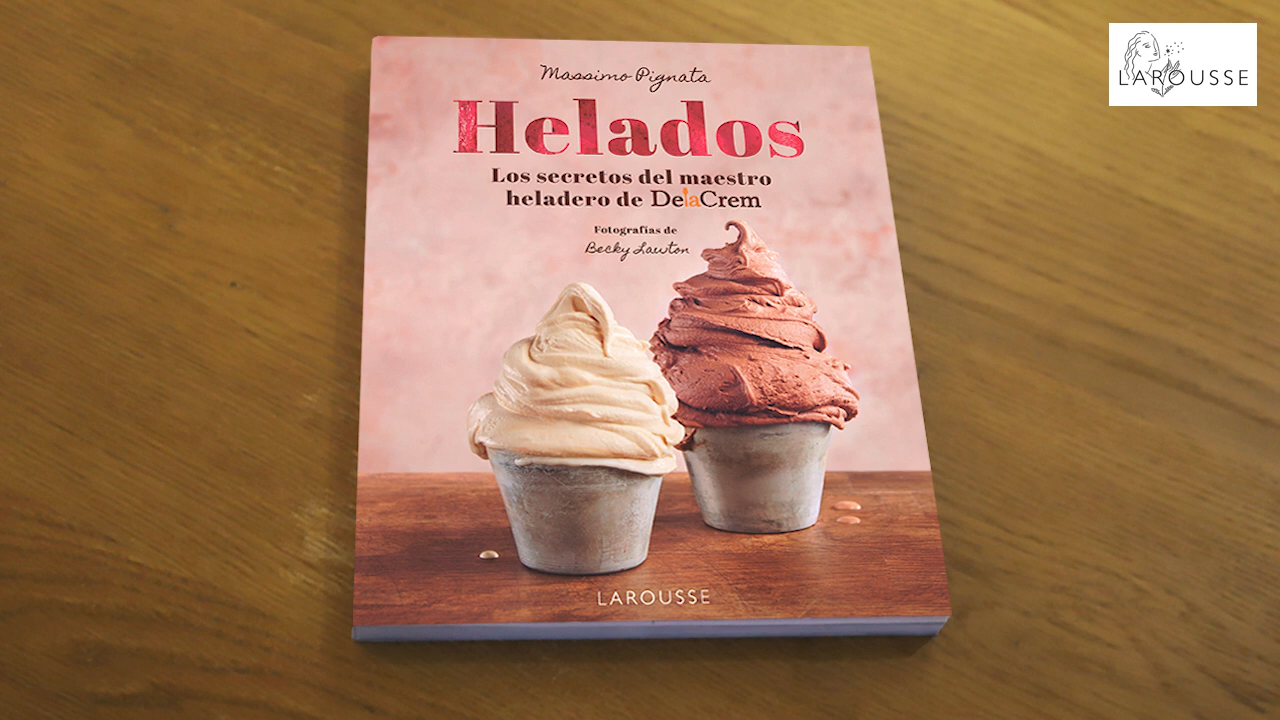 Massimo Pignata
Helados
Los secretos del maestro
heladero de DelaCrem
Fotografías de
Becky Lawton
LAROUSSE
LAROUSSE